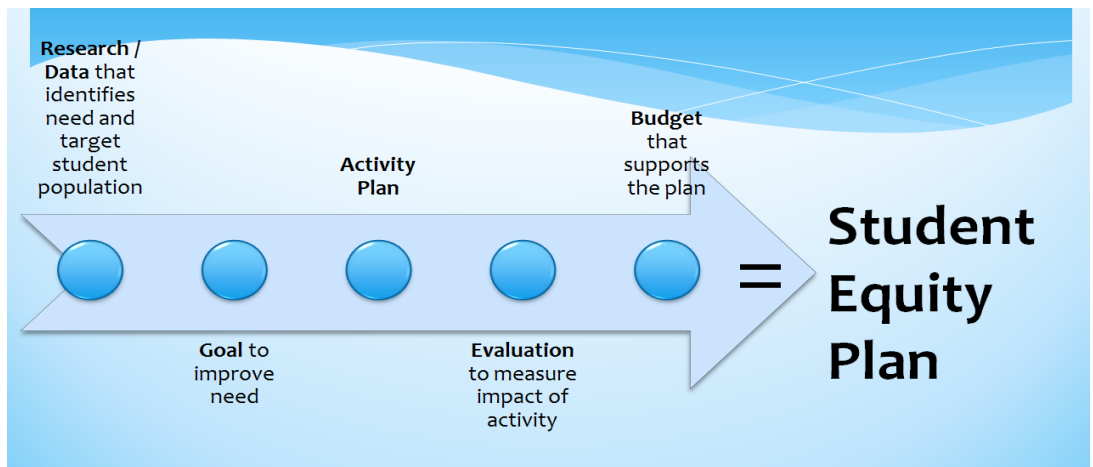 Research /
Data that
identifies
need and
target
student
population
Goal to
improve
need
Activity
Plan
Evaluation
to measure
impact of
activity
Budget
that
supports
the plan
=
Student
Equity
Plan